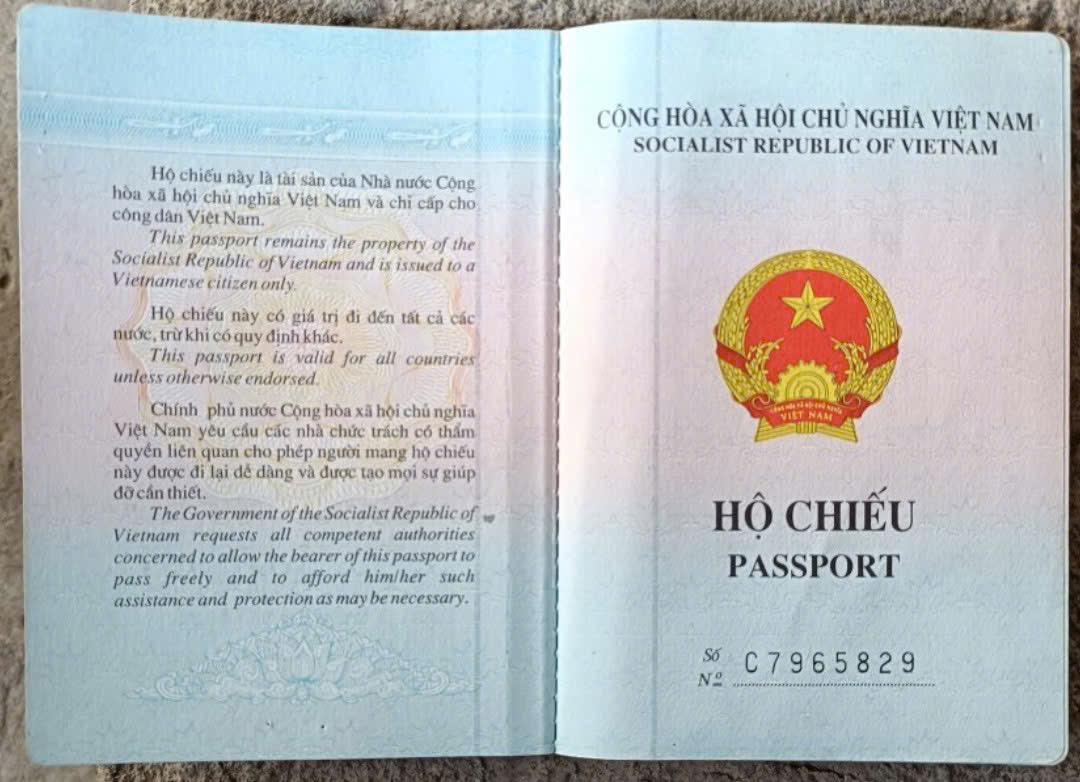 Hộ chiếu này là tài sản của Nhà nước Cộng
hòa xã hội chủ nghĩa Việt Nam và chỉ cấp cho
công dân Việt Nam.
This passport remains the property of the
Socialist Republic of Vietnam and is issued to a
Vietnamese citizen only.
Hộ chiếu này có giá trị đi đến tất cả các
nước, trừ khi có quy định khác.
This passport is valid for all countries
unless otherwise endorsed.
Chính phủ nước Cộng hòa xã hội chủ nghĩa
Việt Nam yêu cầu các nhà chức trách có thẩm
quyền liên quan cho phép người mang hộ chiếu
này được đi lại dễ dàng và được tạo mọi sự giúp
đỡ cần thiết.
The Government of the Socialist Republic of
Vietnam requests all competent authorities
concerned to allow the bearer of this passport to
pass freely and to afford him/her such
assistance and protection as may be necessary.
CỘNG HÒA XÃ HỘI CHỦ NGHĨA VIỆT NAM
SOCIALIST REPUBLIC OF VIETNAM
CỘNG HÒA XÃ HỘI CHỦ NGHĨA
VIỆT NAM
HỘ CHIẾU
PASSPORT
Số
Nº C7965829